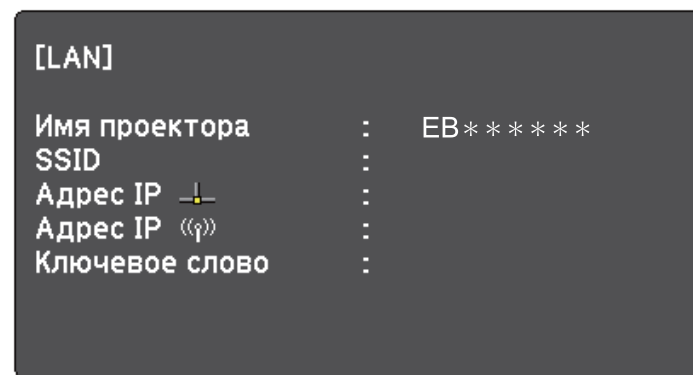 [LAN]
Имя проектора : EB******
SSID :
Адрес IP :
Адрес IP :
Ключевое слово :